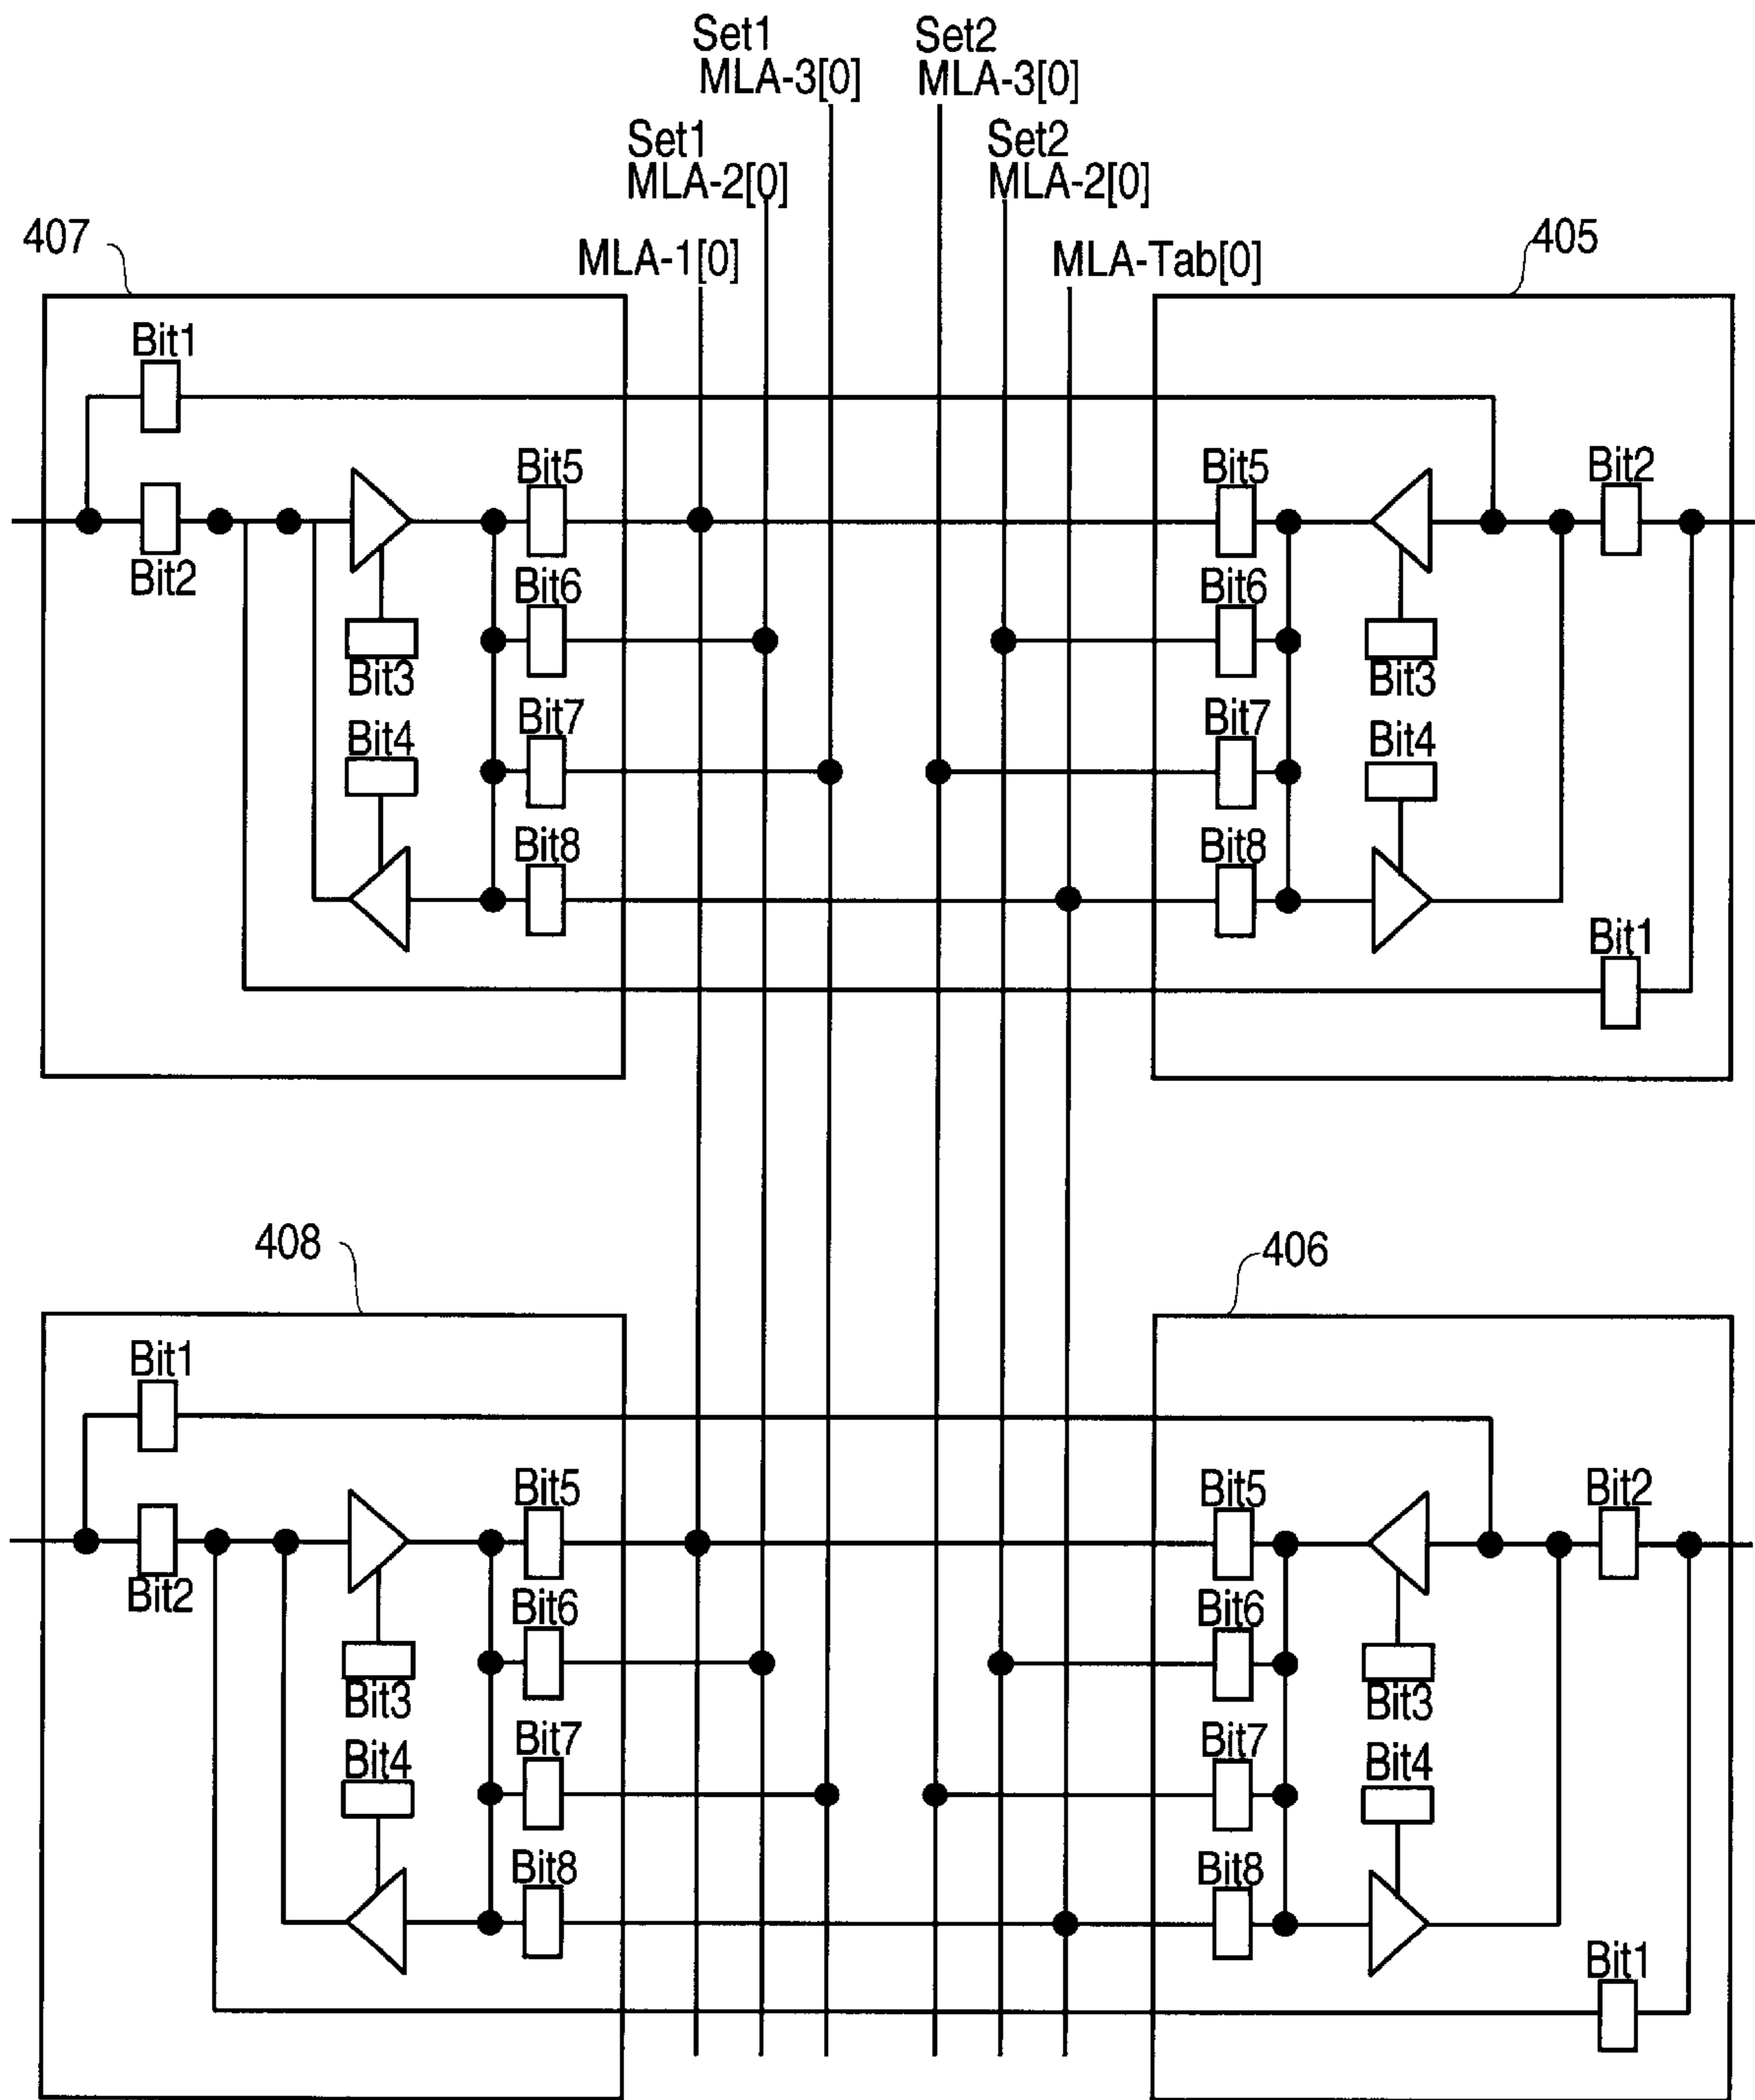 Set1
MLA-3[0]
Set2
MLA-3[0]
Set1
MLA-2[0]
Set2
MLA-2[0]
407
MLA-1[0]
MLA-Tab[0]
405
Bit1
Bit5
Bit2
Bit6
Bit3
Bit7
Bit4
Bit8
Bit5
Bit2
Bit6
Bit3
Bit7
Bit4
Bit8
Bit1
408
406
Bit1
Bit5
Bit2
Bit6
Bit3
Bit7
Bit4
Bit8
Bit5
Bit2
Bit6
Bit3
Bit7
Bit4
Bit8
Bit1